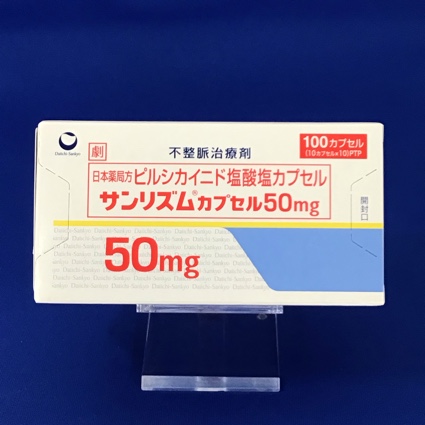 Daiichi-Sankyo
劇
不整脈治療剤
100カプセル
(10カプセル×10)PTP
日本薬局方 ピルシカイニド塩酸塩カプセル
サンリズム®カプセル50mg
開封口
50mg